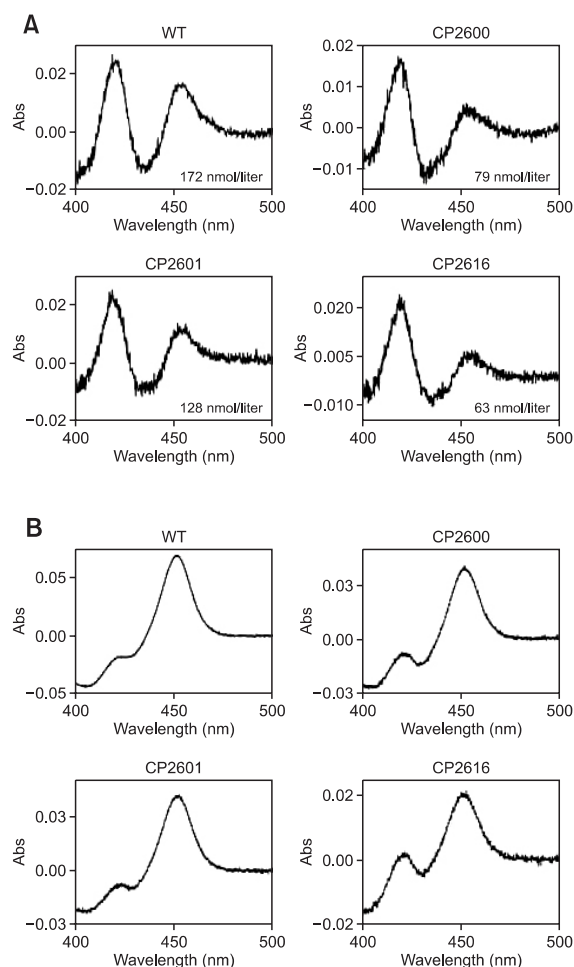 A
WT
CP2600
Abs
0.02
0.00
−0.02
172 nmol/liter
400
450
500
Wavelength (nm)
Abs
0.02
0.01
0.00
−0.01
79 nmol/liter
400
450
500
Wavelength (nm)
CP2601
CP2616
Abs
0.02
0.00
−0.02
128 nmol/liter
400
450
500
Wavelength (nm)
Abs
0.020
0.005
−0.010
63 nmol/liter
400
450
500
Wavelength (nm)
B
WT
CP2600
Abs
0.05
0.00
−0.05
400
450
500
Wavelength (nm)
Abs
0.03
0.00
−0.03
400
450
500
Wavelength (nm)
CP2601
CP2616
Abs
0.03
0.00
−0.03
400
450
500
Wavelength (nm)
Abs
0.02
0.00
−0.02
400
450
500
Wavelength (nm)